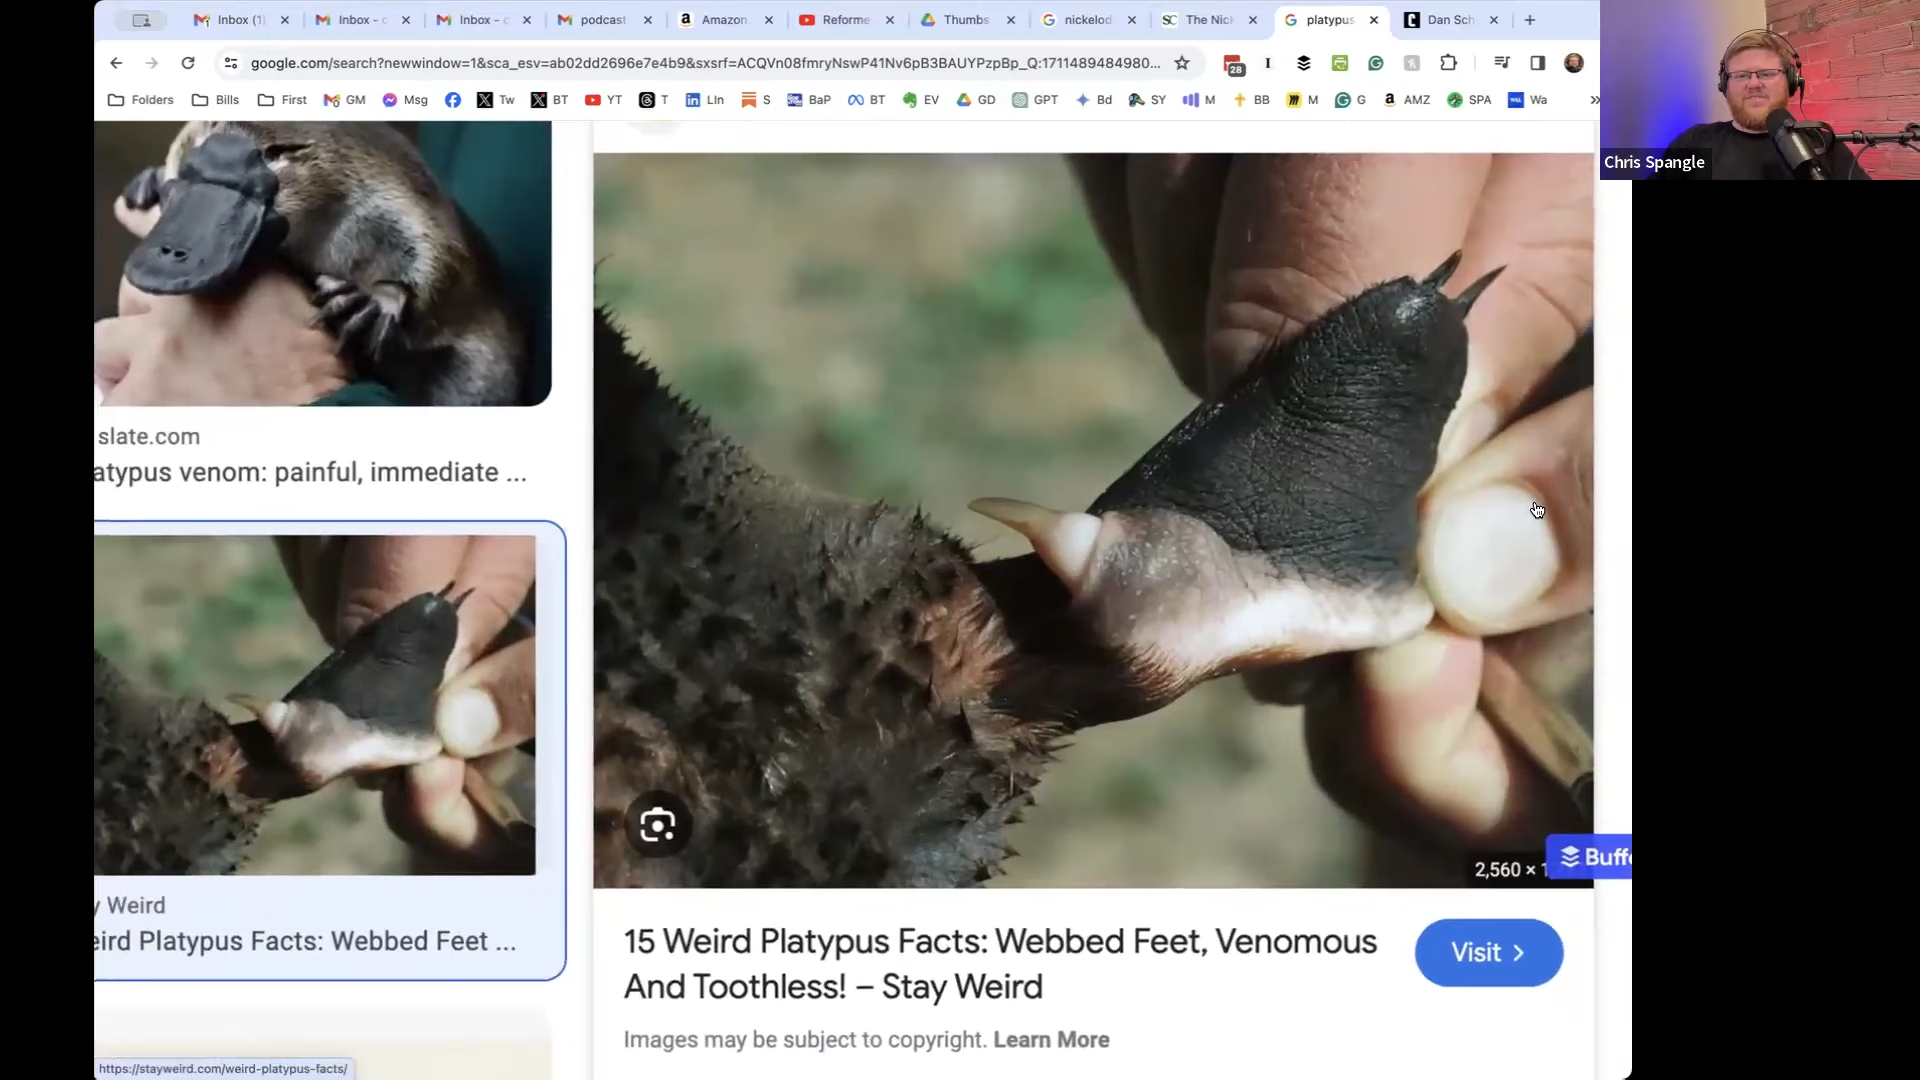 Inbox (1
Inbox - c
Inbox - c
podcast
Amazon
Reforme
Thumbs
nickelod
The Nick
platypus
Dan Sch
google.com/search?newwindow=1&sca_esv=ab02dd2696e7e4b9&sxsrf=ACQVn08fmryNswP41Nv6pB3BAUYPzpBp_Q:1711489484980...
28
Folders
Bills
First
GM
Msg
Tw
BT
YT
T
LIn
S
BaP
BT
EV
GD
GPT
Bd
SY
M
BB
M
G
AMZ
SPA
Wa
Chris Spangle
slate.com
atypus venom: painful, immediate ...
y Weird
eird Platypus Facts: Webbed Feet ...
2,560 × 1
Buffe
15 Weird Platypus Facts: Webbed Feet, Venomous
And Toothless! – Stay Weird
Visit
Images may be subject to copyright. Learn More
https://stayweird.com/weird-platypus-facts/